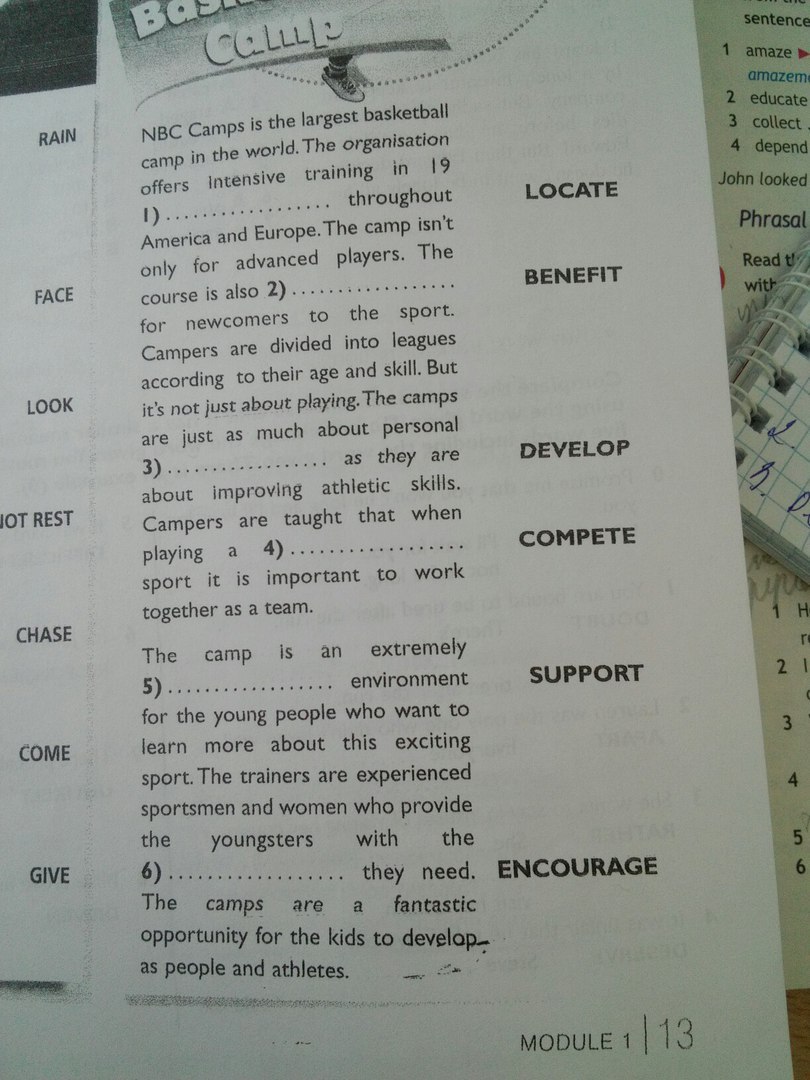 Camp
NBC Camps is the largest basketball
camp in the world. The organisation
offers intensive training in 19
1) .................. throughout
America and Europe. The camp isn't
only for advanced players. The
course is also 2) ..................
for newcomers to the sport.
Campers are divided into leagues
according to their age and skill. But
it's not just about playing. The camps
are just as much about personal
3) .................. as they are
about improving athletic skills.
Campers are taught that when
playing a 4) ...................
sport it is important to work
together as a team.
The camp is an extremely
5) .................. environment
for the young people who want to
learn more about this exciting
sport. The trainers are experienced
sportsmen and women who provide
the youngsters with the
6) ................... they need.
The camps are a fantastic
opportunity for the kids to develop
as people and athletes.
LOCATE
BENEFIT
DEVELOP
COMPETE
SUPPORT
ENCOURAGE
MODULE 1 | 13
RAIN
FACE
LOOK
NOT REST
CHASE
COME
GIVE
sentence
1 amaze ►
amazeme
2 educate
3 collect
4 depend
John looked
Phrasal
Read t
with
1 H
2 I
3
4
5
6